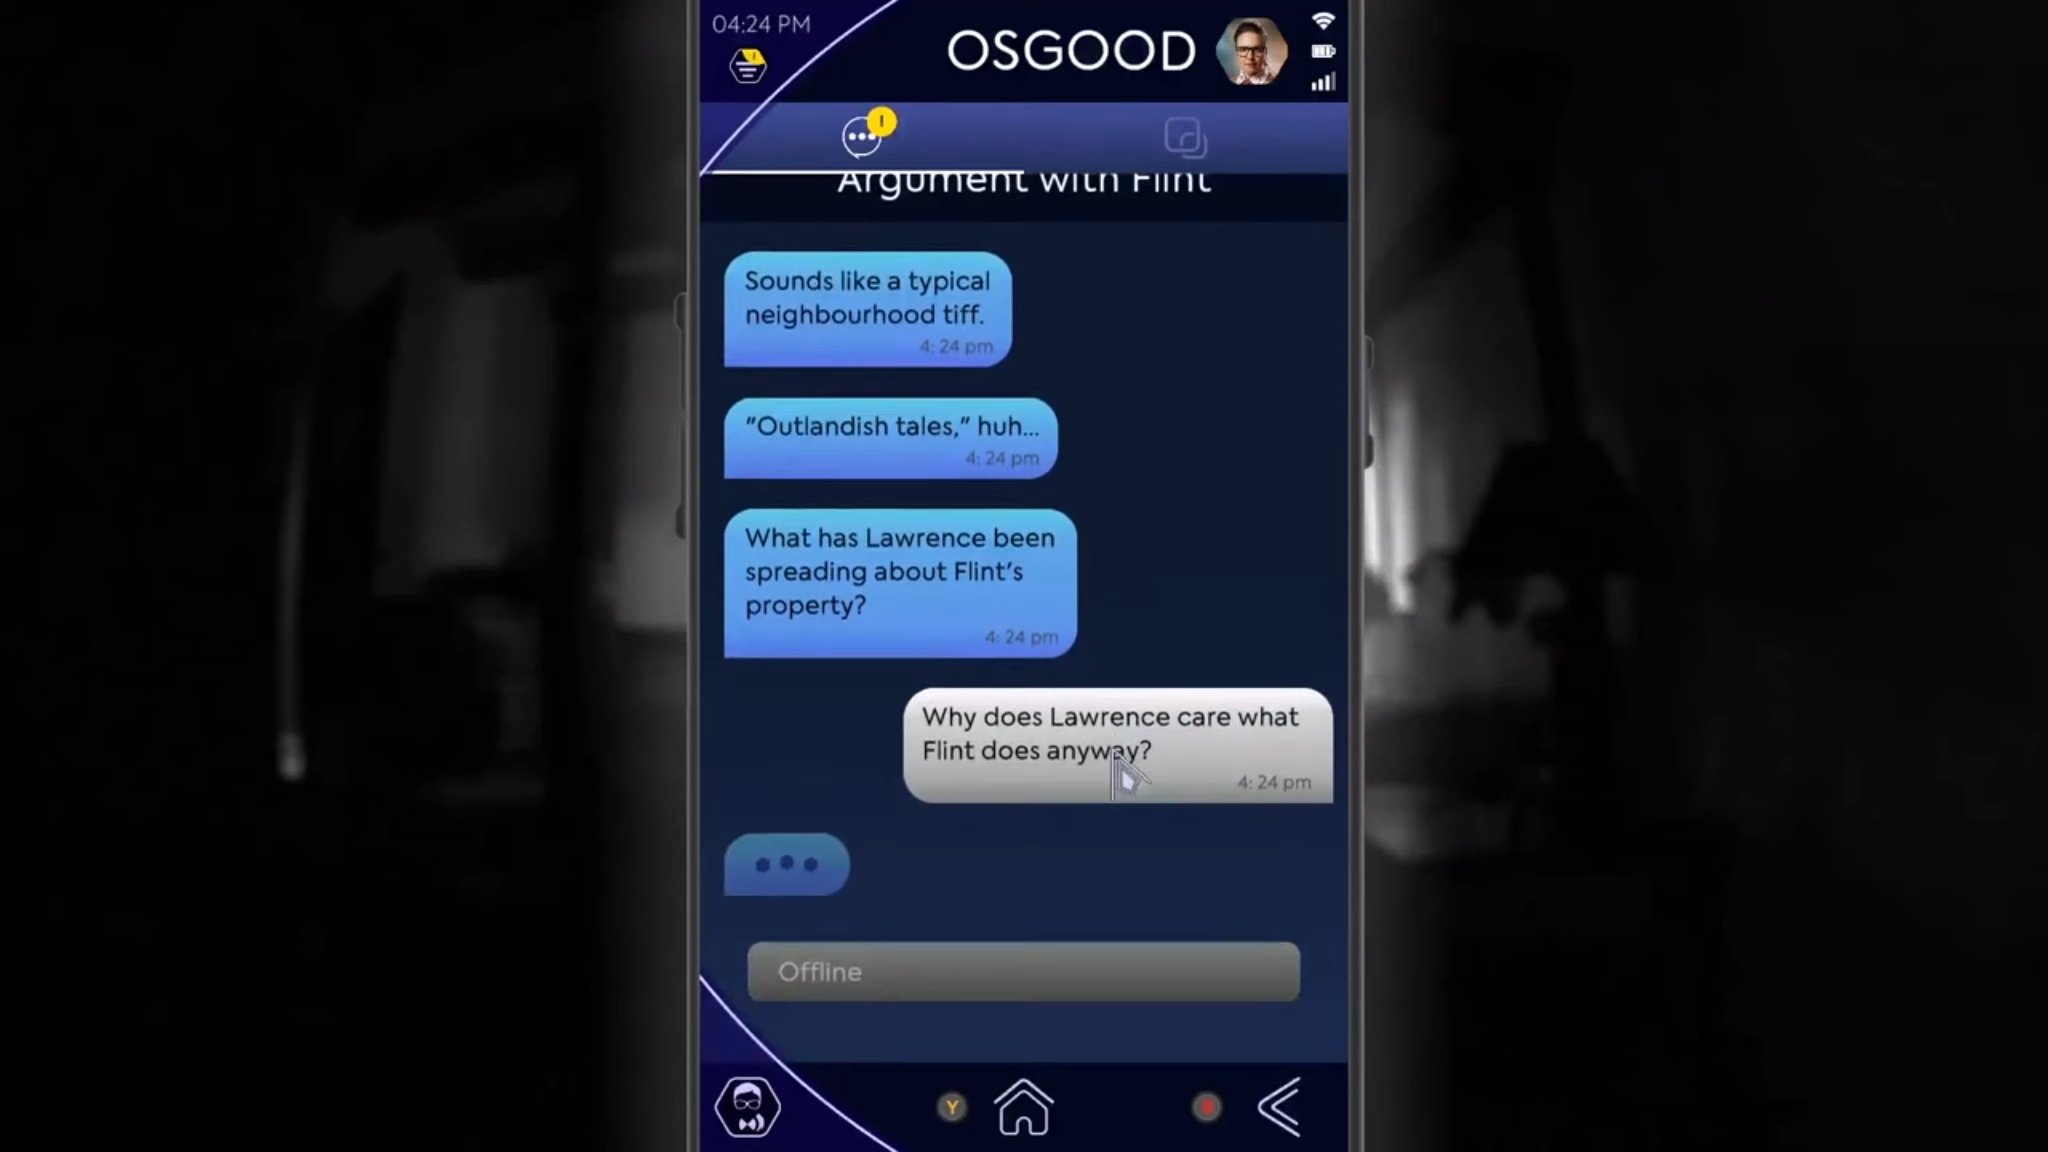 04:24 PM
OSGOOD
!
Argument with Flint
Sounds like a typical
neighbourhood tiff.
4: 24 pm
"Outlandish tales," huh...
4: 24 pm
What has Lawrence been
spreading about Flint's
property?
4: 24 pm
Why does Lawrence care what
Flint does anyway?
4: 24 pm
Offline
Y
B